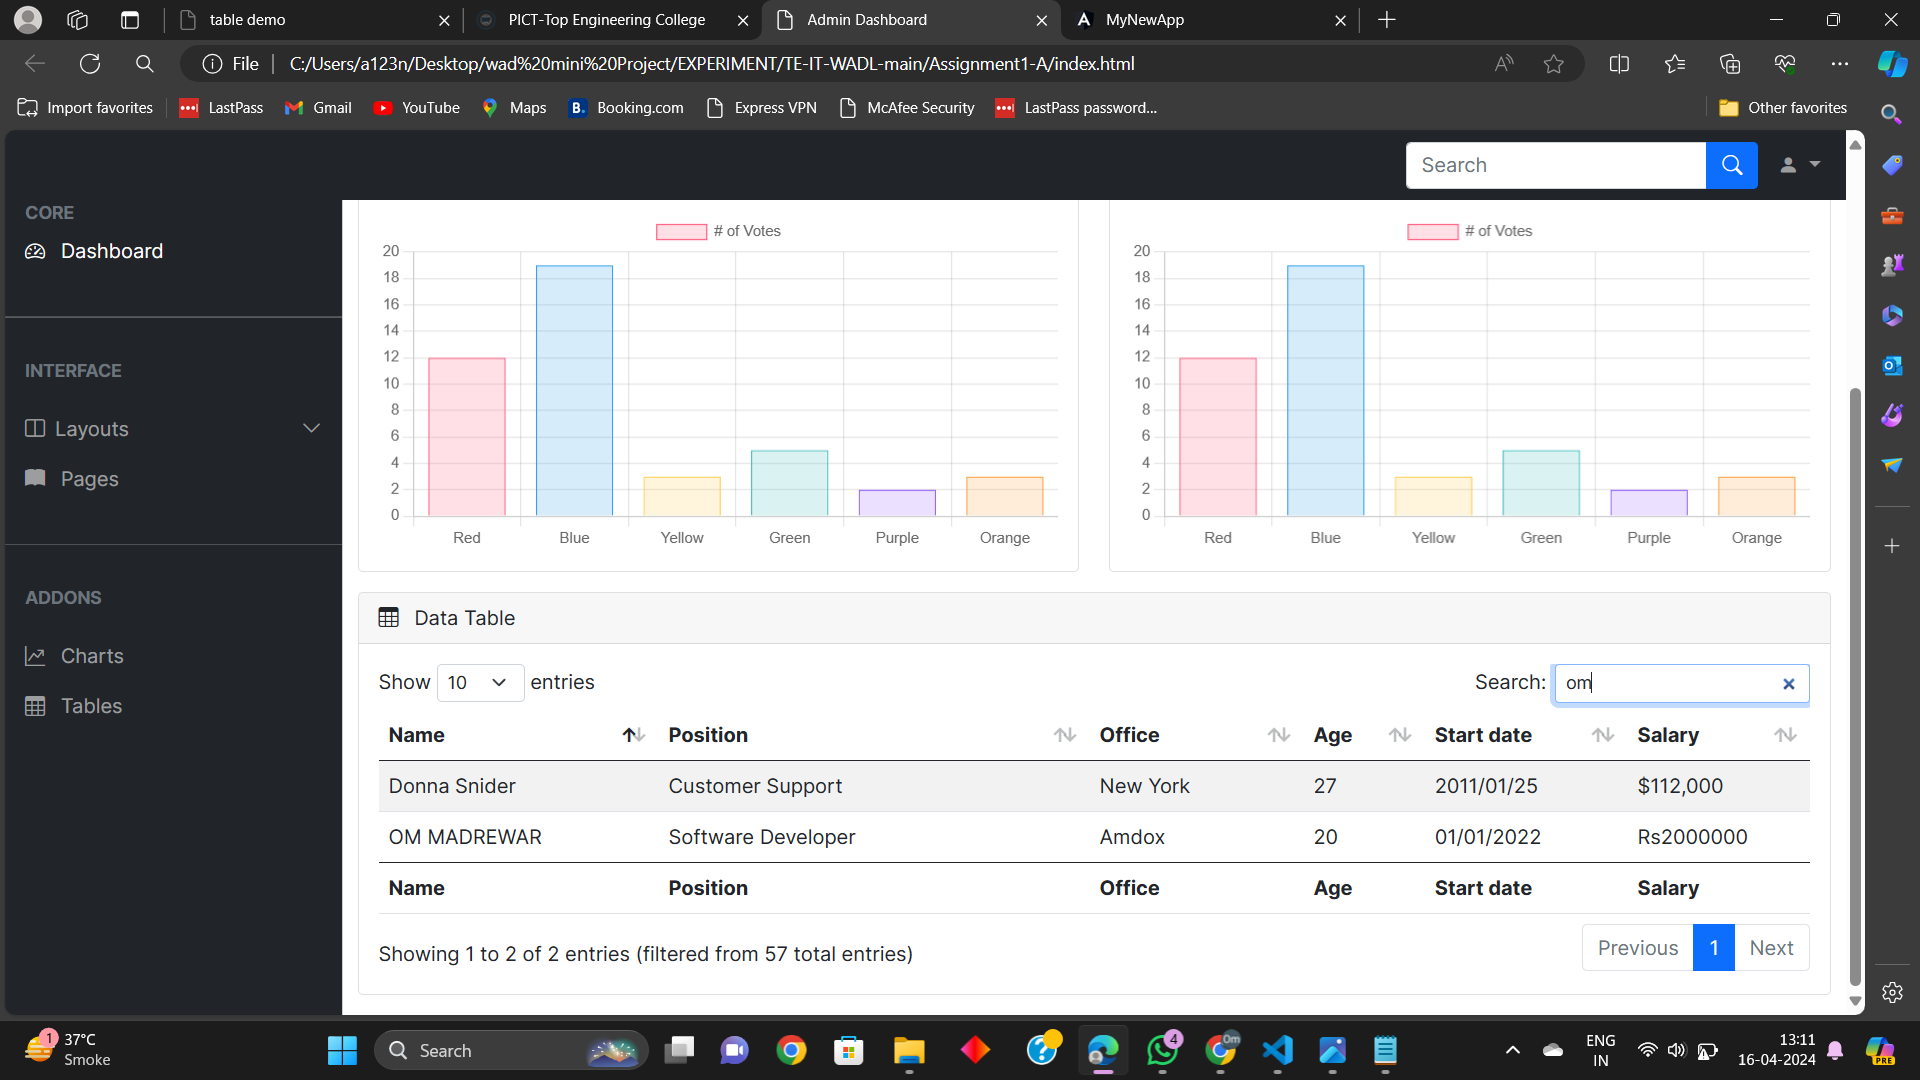 table demo
PICT-Top Engineering College
Admin Dashboard
MyNewApp
File
C:/Users/a123n/Desktop/wad%20mini%20Project/EXPERIMENT/TE-IT-WADL-main/Assignment1-A/index.html
Import favorites
LastPass
Gmail
YouTube
Maps
B. Booking.com
Express VPN
McAfee Security
LastPass password...
Other favorites
Search
CORE
Dashboard
INTERFACE
Layouts
Pages
ADDONS
Charts
Tables
# of Votes
20
18
16
14
12
10
8
6
4
2
0
Red Blue Yellow Green Purple Orange
# of Votes
20
18
16
14
12
10
8
6
4
2
0
Red Blue Yellow Green Purple Orange
Data Table
Show 10 entries
Search: om
Name Position Office Age Start date Salary
Donna Snider Customer Support New York 27 2011/01/25 $112,000
OM MADREWAR Software Developer Amdox 20 01/01/2022 Rs2000000
Name Position Office Age Start date Salary
Showing 1 to 2 of 2 entries (filtered from 57 total entries)
Previous 1 Next
1
37°C
Smoke
Search
4
Om
ENG
IN
13:11
16-04-2024
PRE